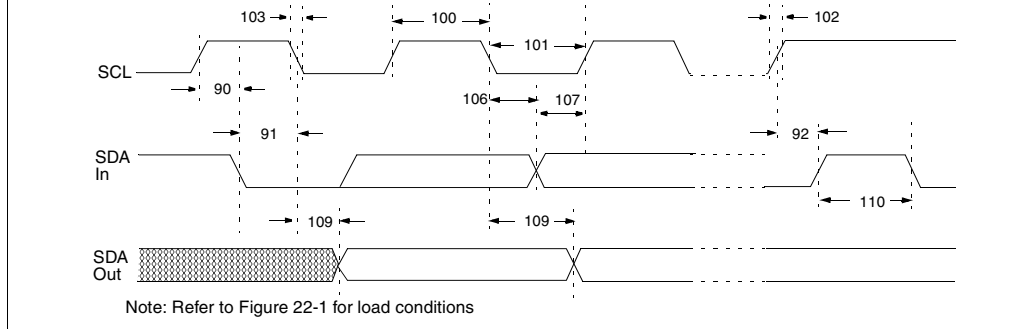 103
100
102
101
SCL
90
106
107
91
92
SDA
In
110
109
109
SDA
Out
Note: Refer to Figure 22-1 for load conditions